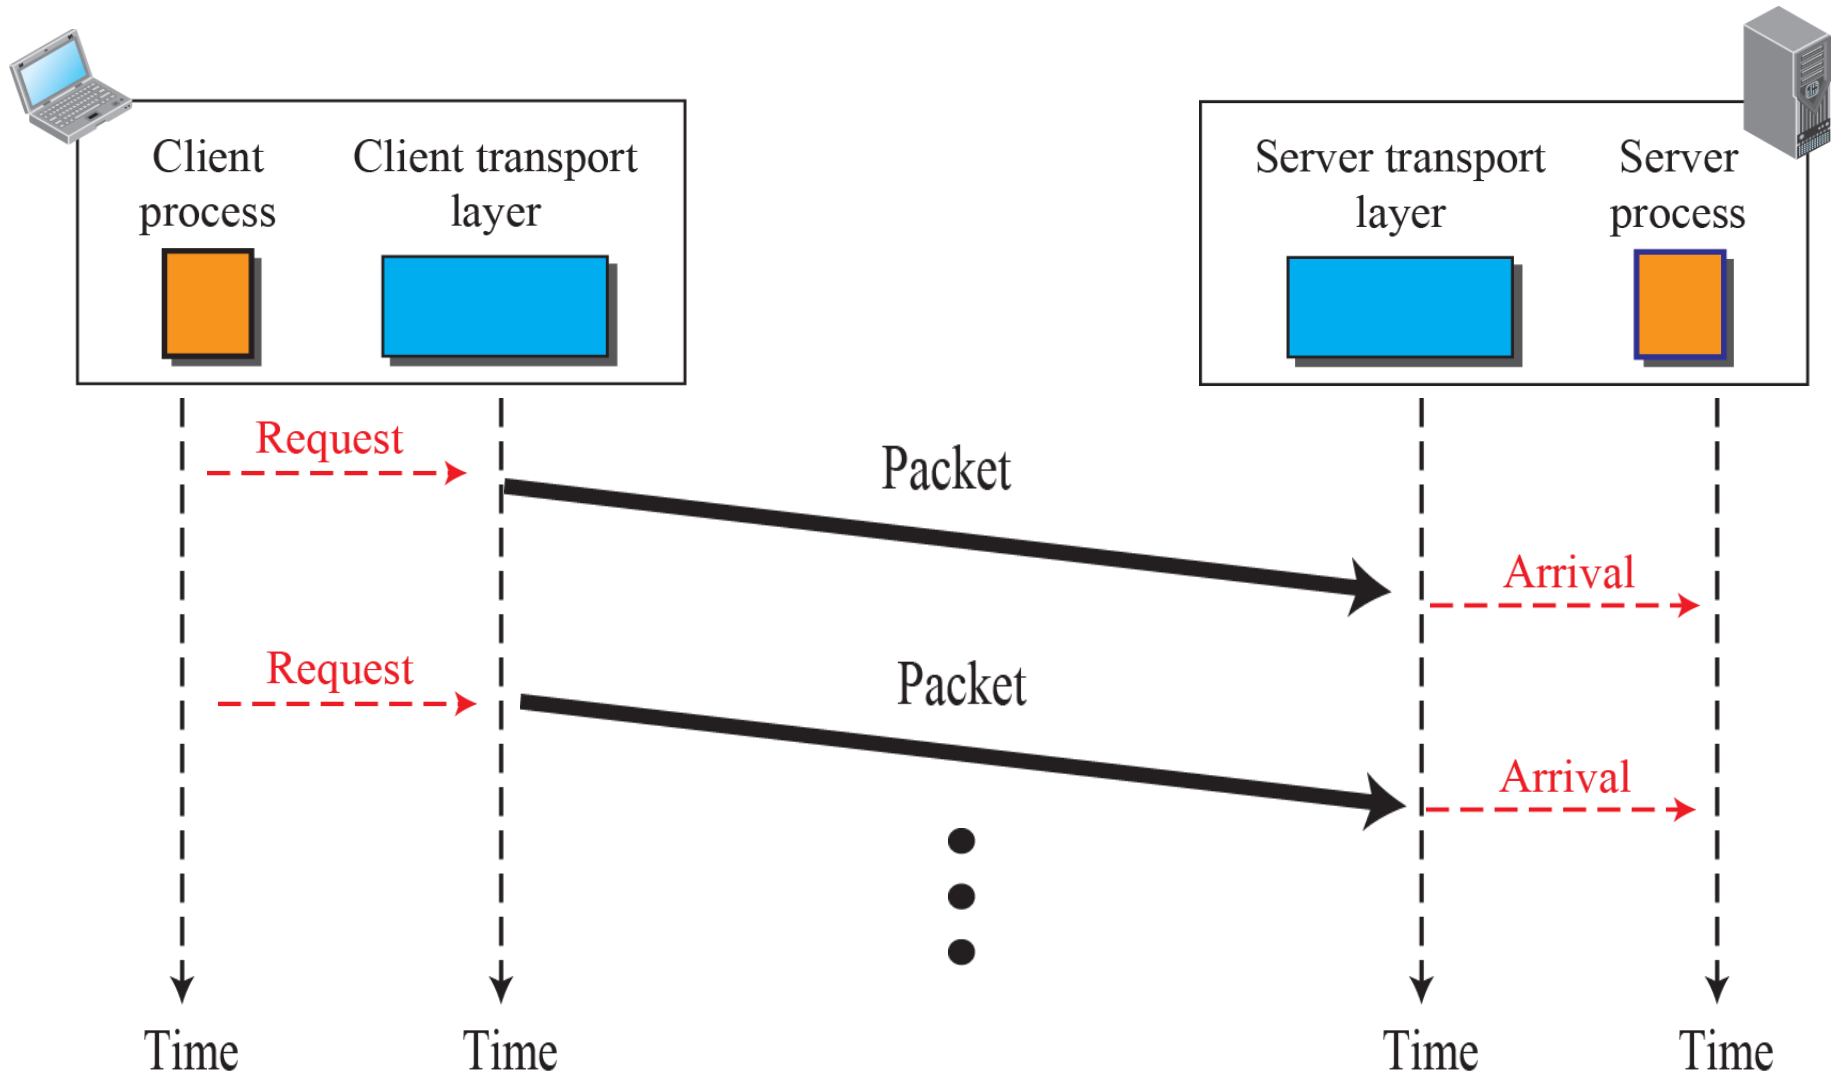 Client
process
Client transport
layer
Server transport
layer
Server
process
Request
Packet
Arrival
Request
Packet
Arrival
Time
Time
Time
Time